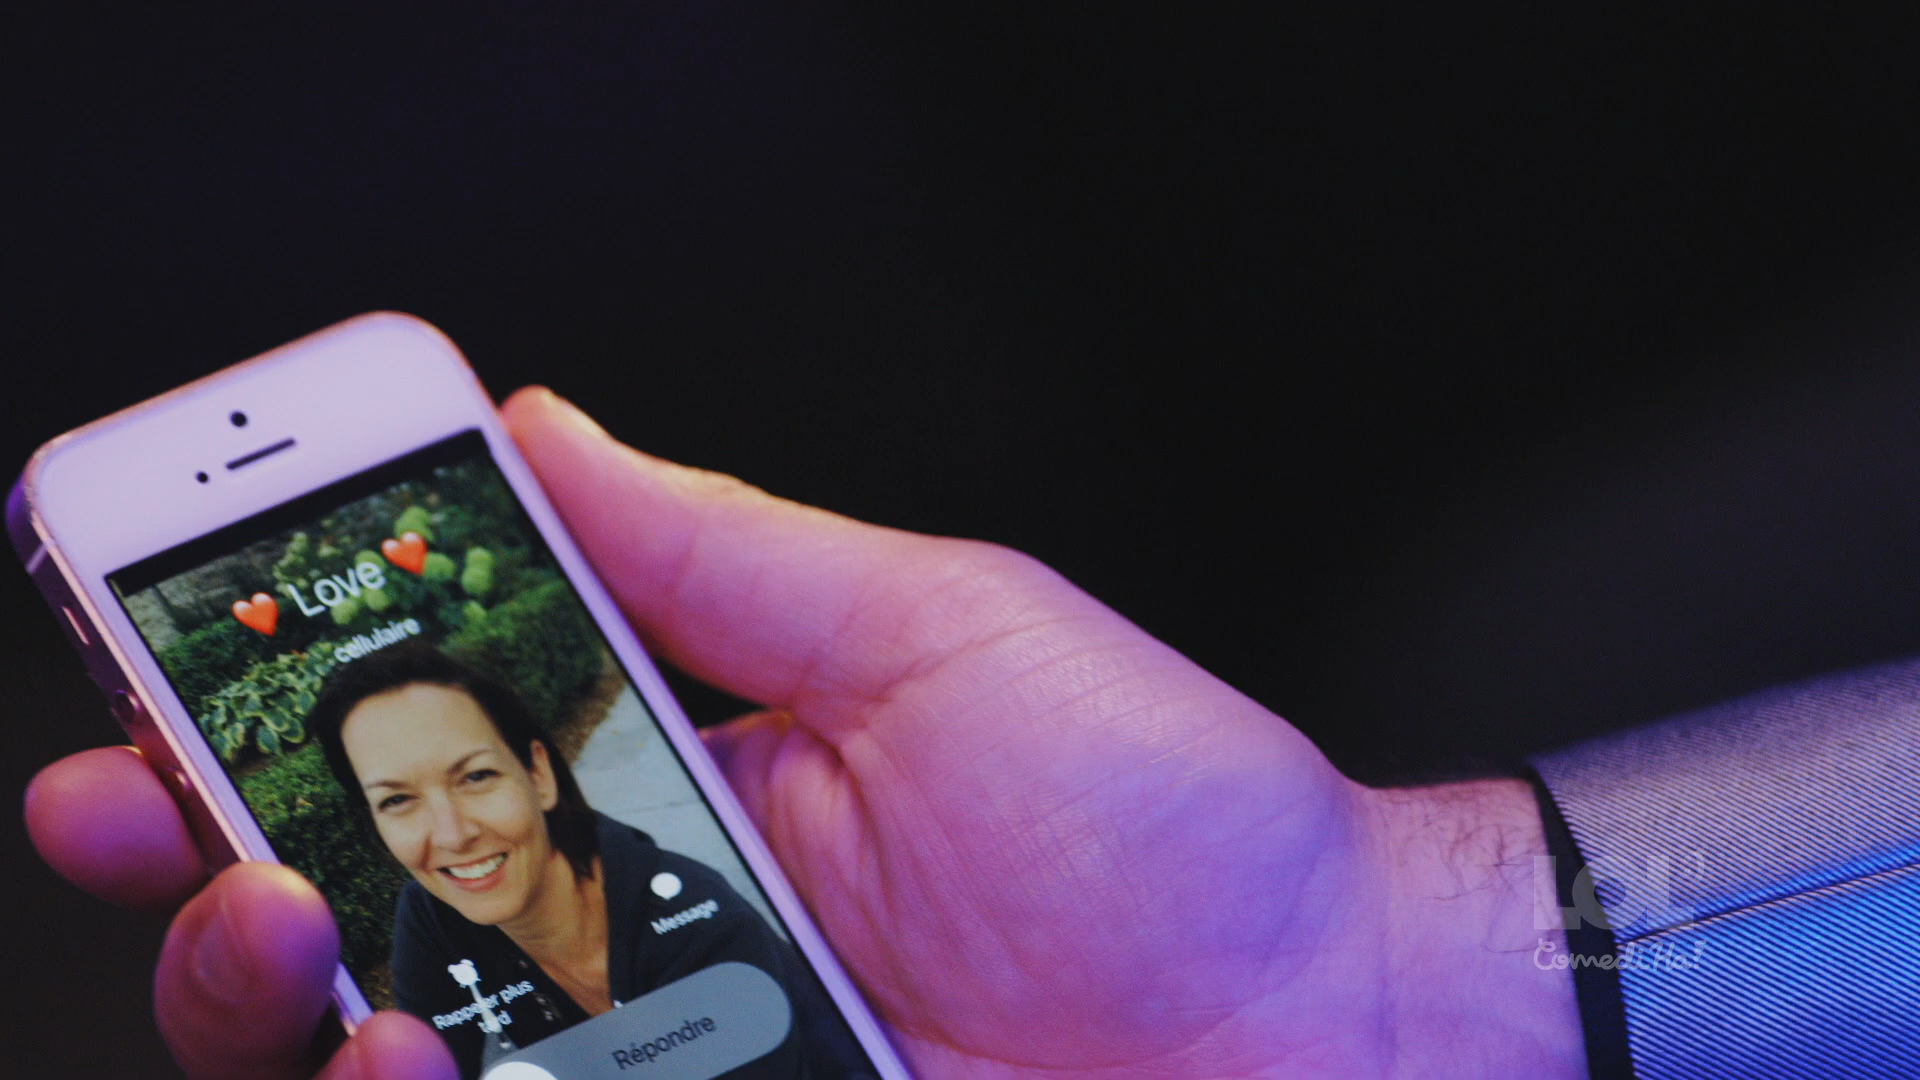 ❤️ Love ❤️
cellulaire
Message
Rappeler plus
tard
Répondre
LOL :)
ComediHa!